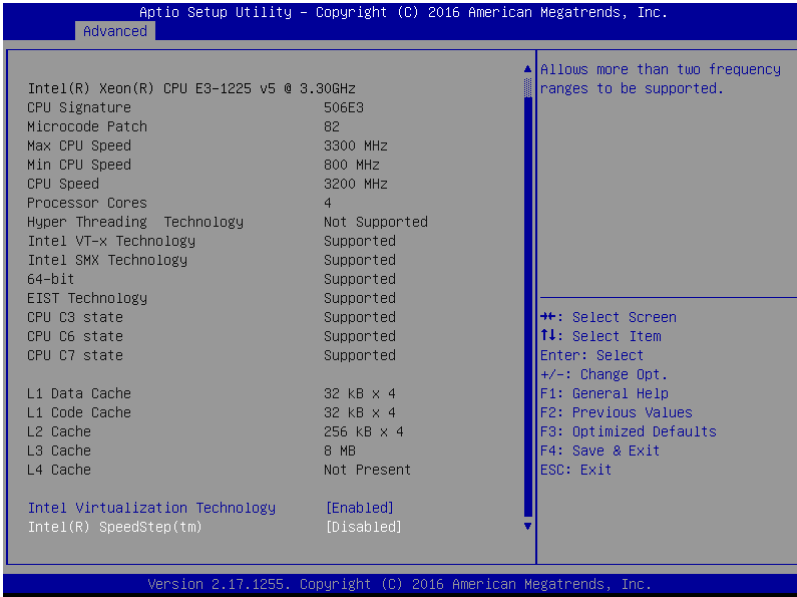 Aptio Setup Utility – Copyright (C) 2016 American Megatrends, Inc.
Advanced
Intel(R) Xeon(R) CPU E3-1225 v5 @ 3.30GHz
CPU Signature 506E3
Microcode Patch 82
Max CPU Speed 3300 MHz
Min CPU Speed 800 MHz
CPU Speed 3200 MHz
Processor Cores 4
Hyper Threading Technology Not Supported
Intel VT-x Technology Supported
Intel SMX Technology Supported
64-bit Supported
EIST Technology Supported
CPU C3 state Supported
CPU C6 state Supported
CPU C7 state Supported
L1 Data Cache 32 kB x 4
L1 Code Cache 32 kB x 4
L2 Cache 256 kB x 4
L3 Cache 8 MB
L4 Cache Not Present
Intel Virtualization Technology [Enabled]
Intel(R) SpeedStep(tm) [Disabled]
Allows more than two frequency
ranges to be supported.
→←: Select Screen
↑↓: Select Item
Enter: Select
+/-: Change Opt.
F1: General Help
F2: Previous Values
F3: Optimized Defaults
F4: Save & Exit
ESC: Exit
Version 2.17.1255. Copyright (C) 2016 American Megatrends, Inc.